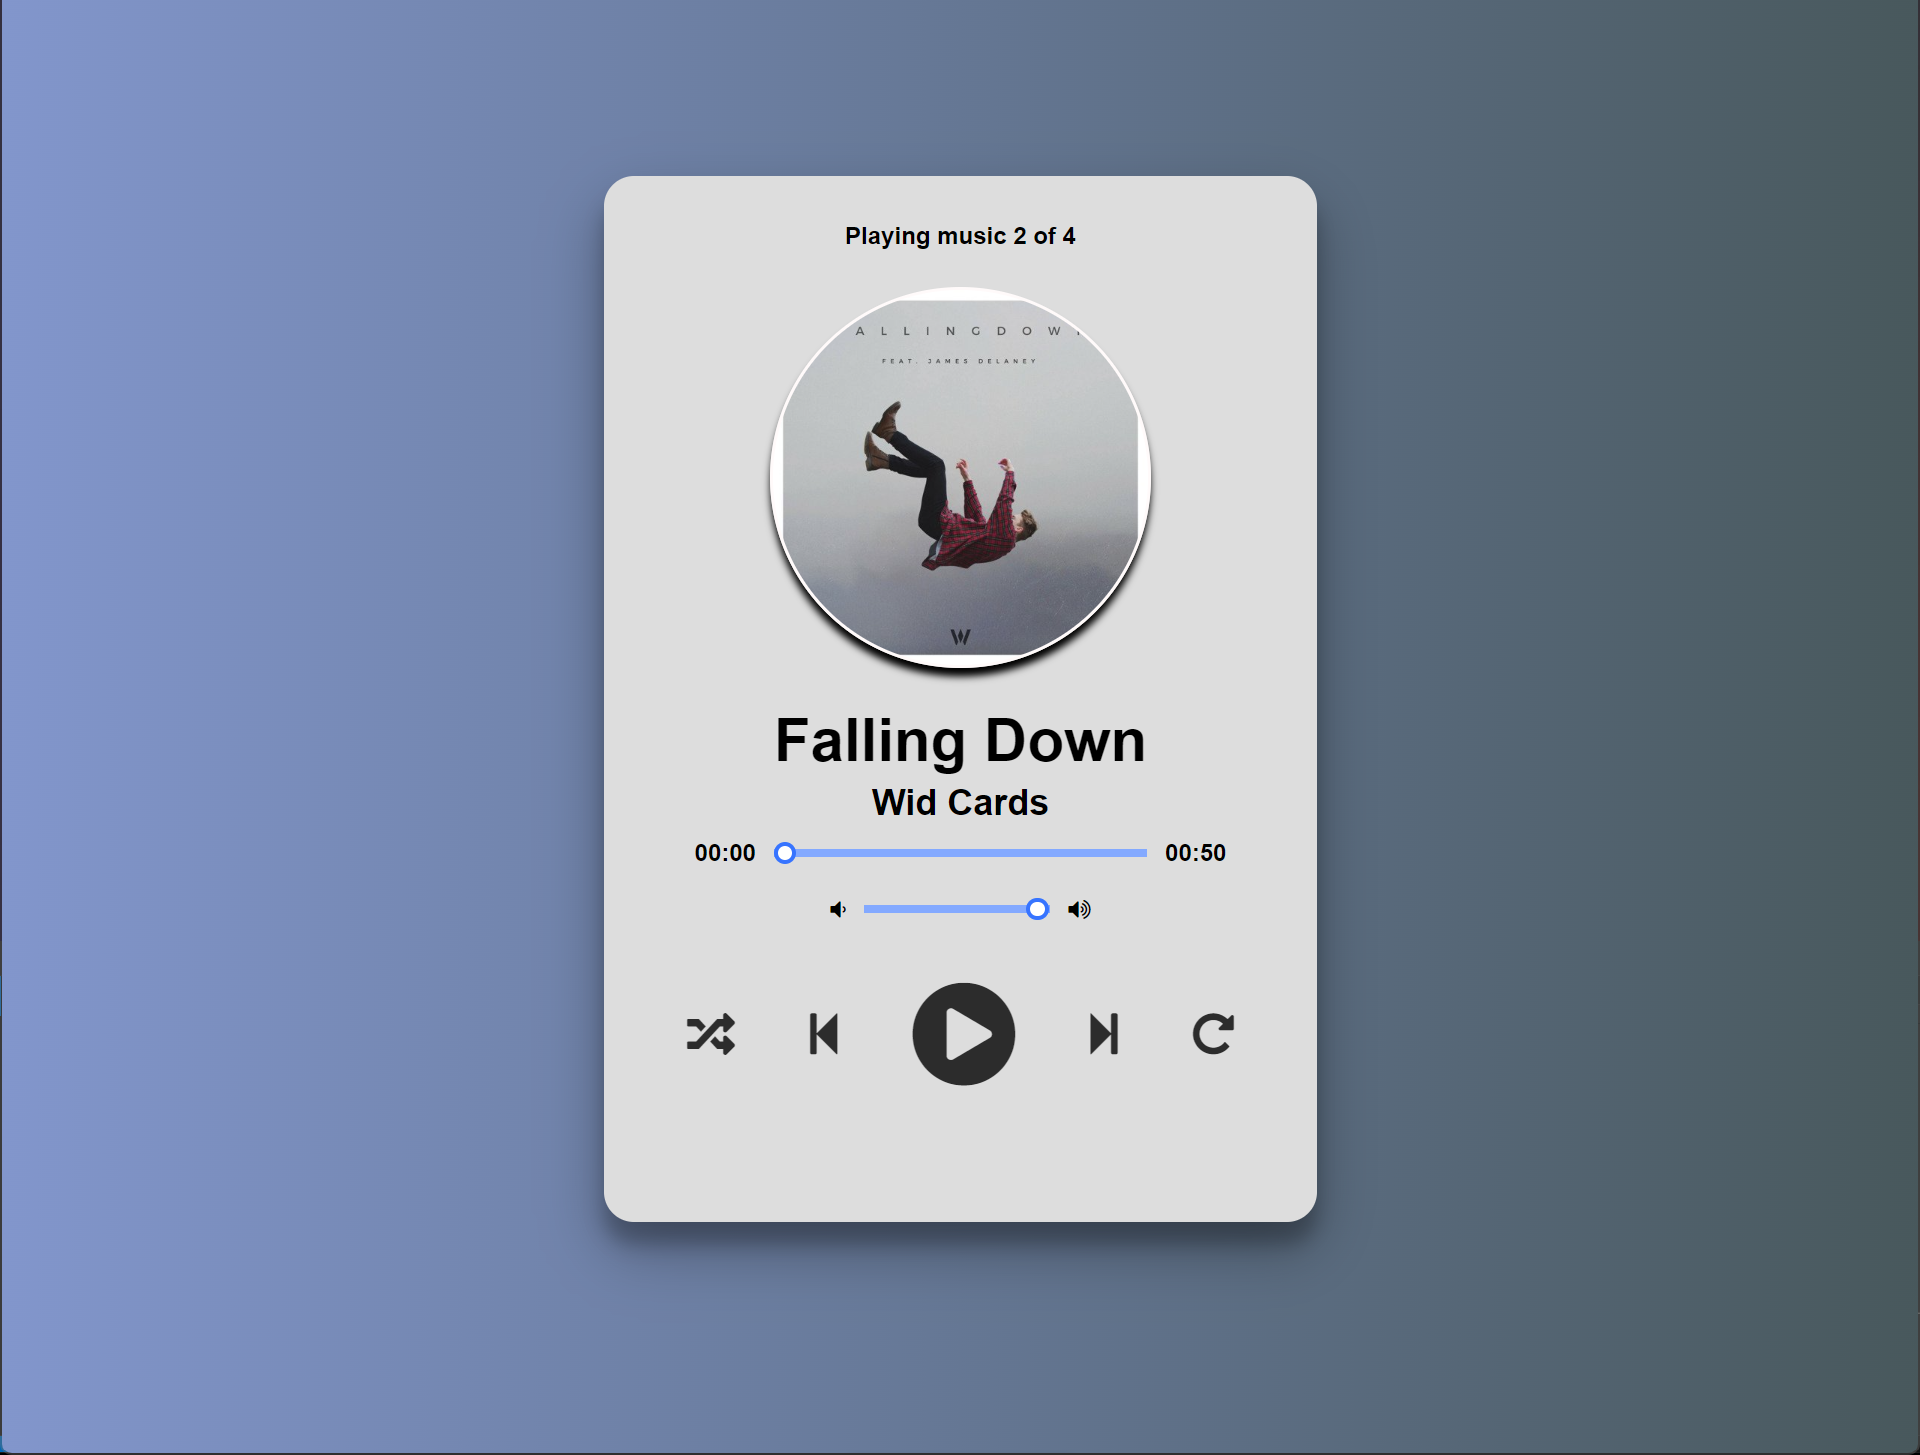 Playing music 2 of 4
A L L I N G D O W
FEAT. JAMES DELANEY
W
Falling Down
Wid Cards
00:00 00:50